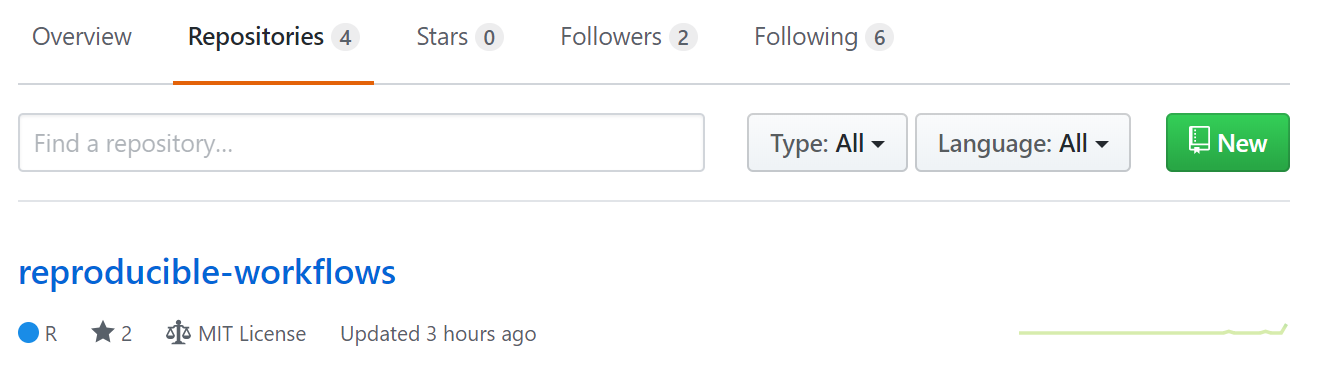 Overview Repositories 4 Stars 0 Followers 2 Following 6
Find a repository... Type: All Language: All New
reproducible-workflows
R 2 MIT License Updated 3 hours ago